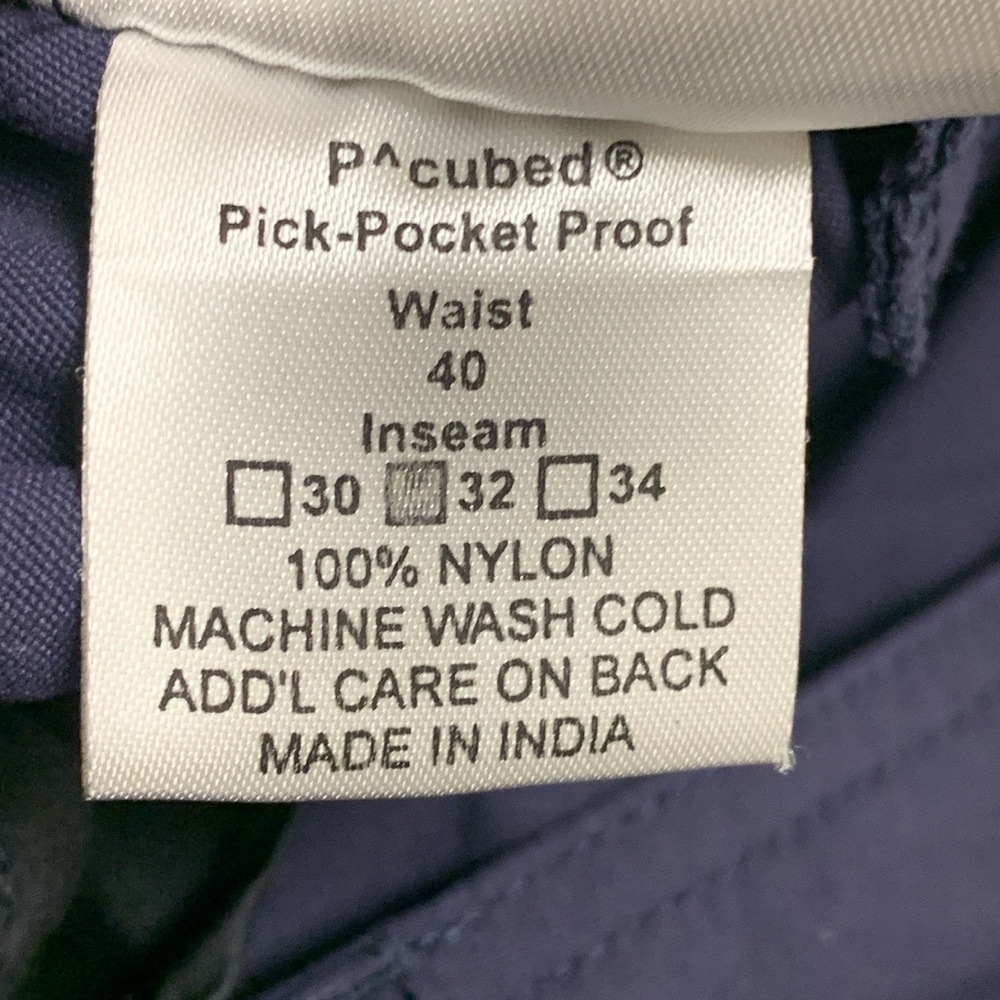 P^cubed®
Pick-Pocket Proof
Waist
40
Inseam
☐30 ☒32 ☐34
100% NYLON
MACHINE WASH COLD
ADD'L CARE ON BACK
MADE IN INDIA